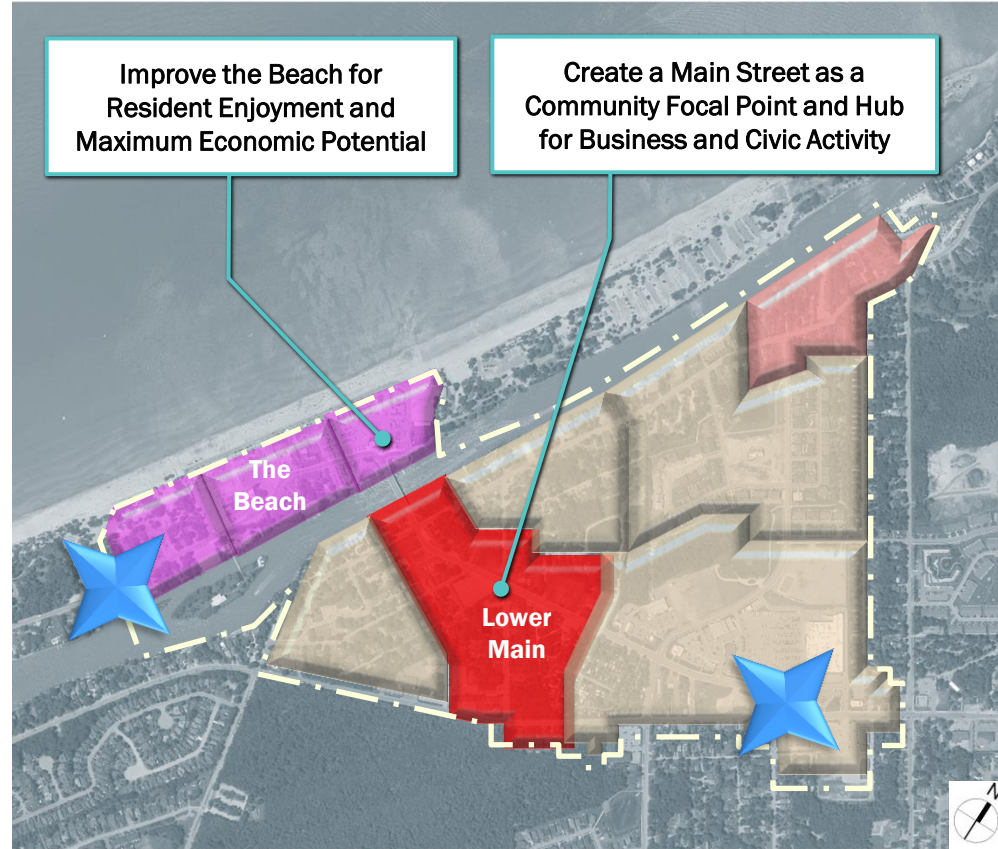 Improve the Beach for
Resident Enjoyment and
Maximum Economic Potential
Create a Main Street as a
Community Focal Point and Hub
for Business and Civic Activity
The
Beach
Lower
Main
N